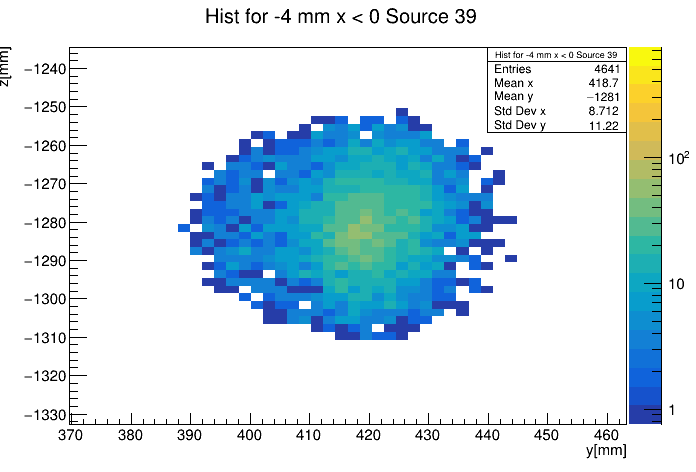 Hist for -4 mm x < 0 Source 39
z[mm]
Hist for -4 mm x < 0 Source 39
Entries 4641
Mean x 418.7
Mean y −1281
Std Dev x 8.712
Std Dev y 11.22
−1240
−1250
−1260
−1270
−1280
−1290
−1300
−1310
−1320
−1330
10²
10
1
370 380 390 400 410 420 430 440 450 460
y[mm]